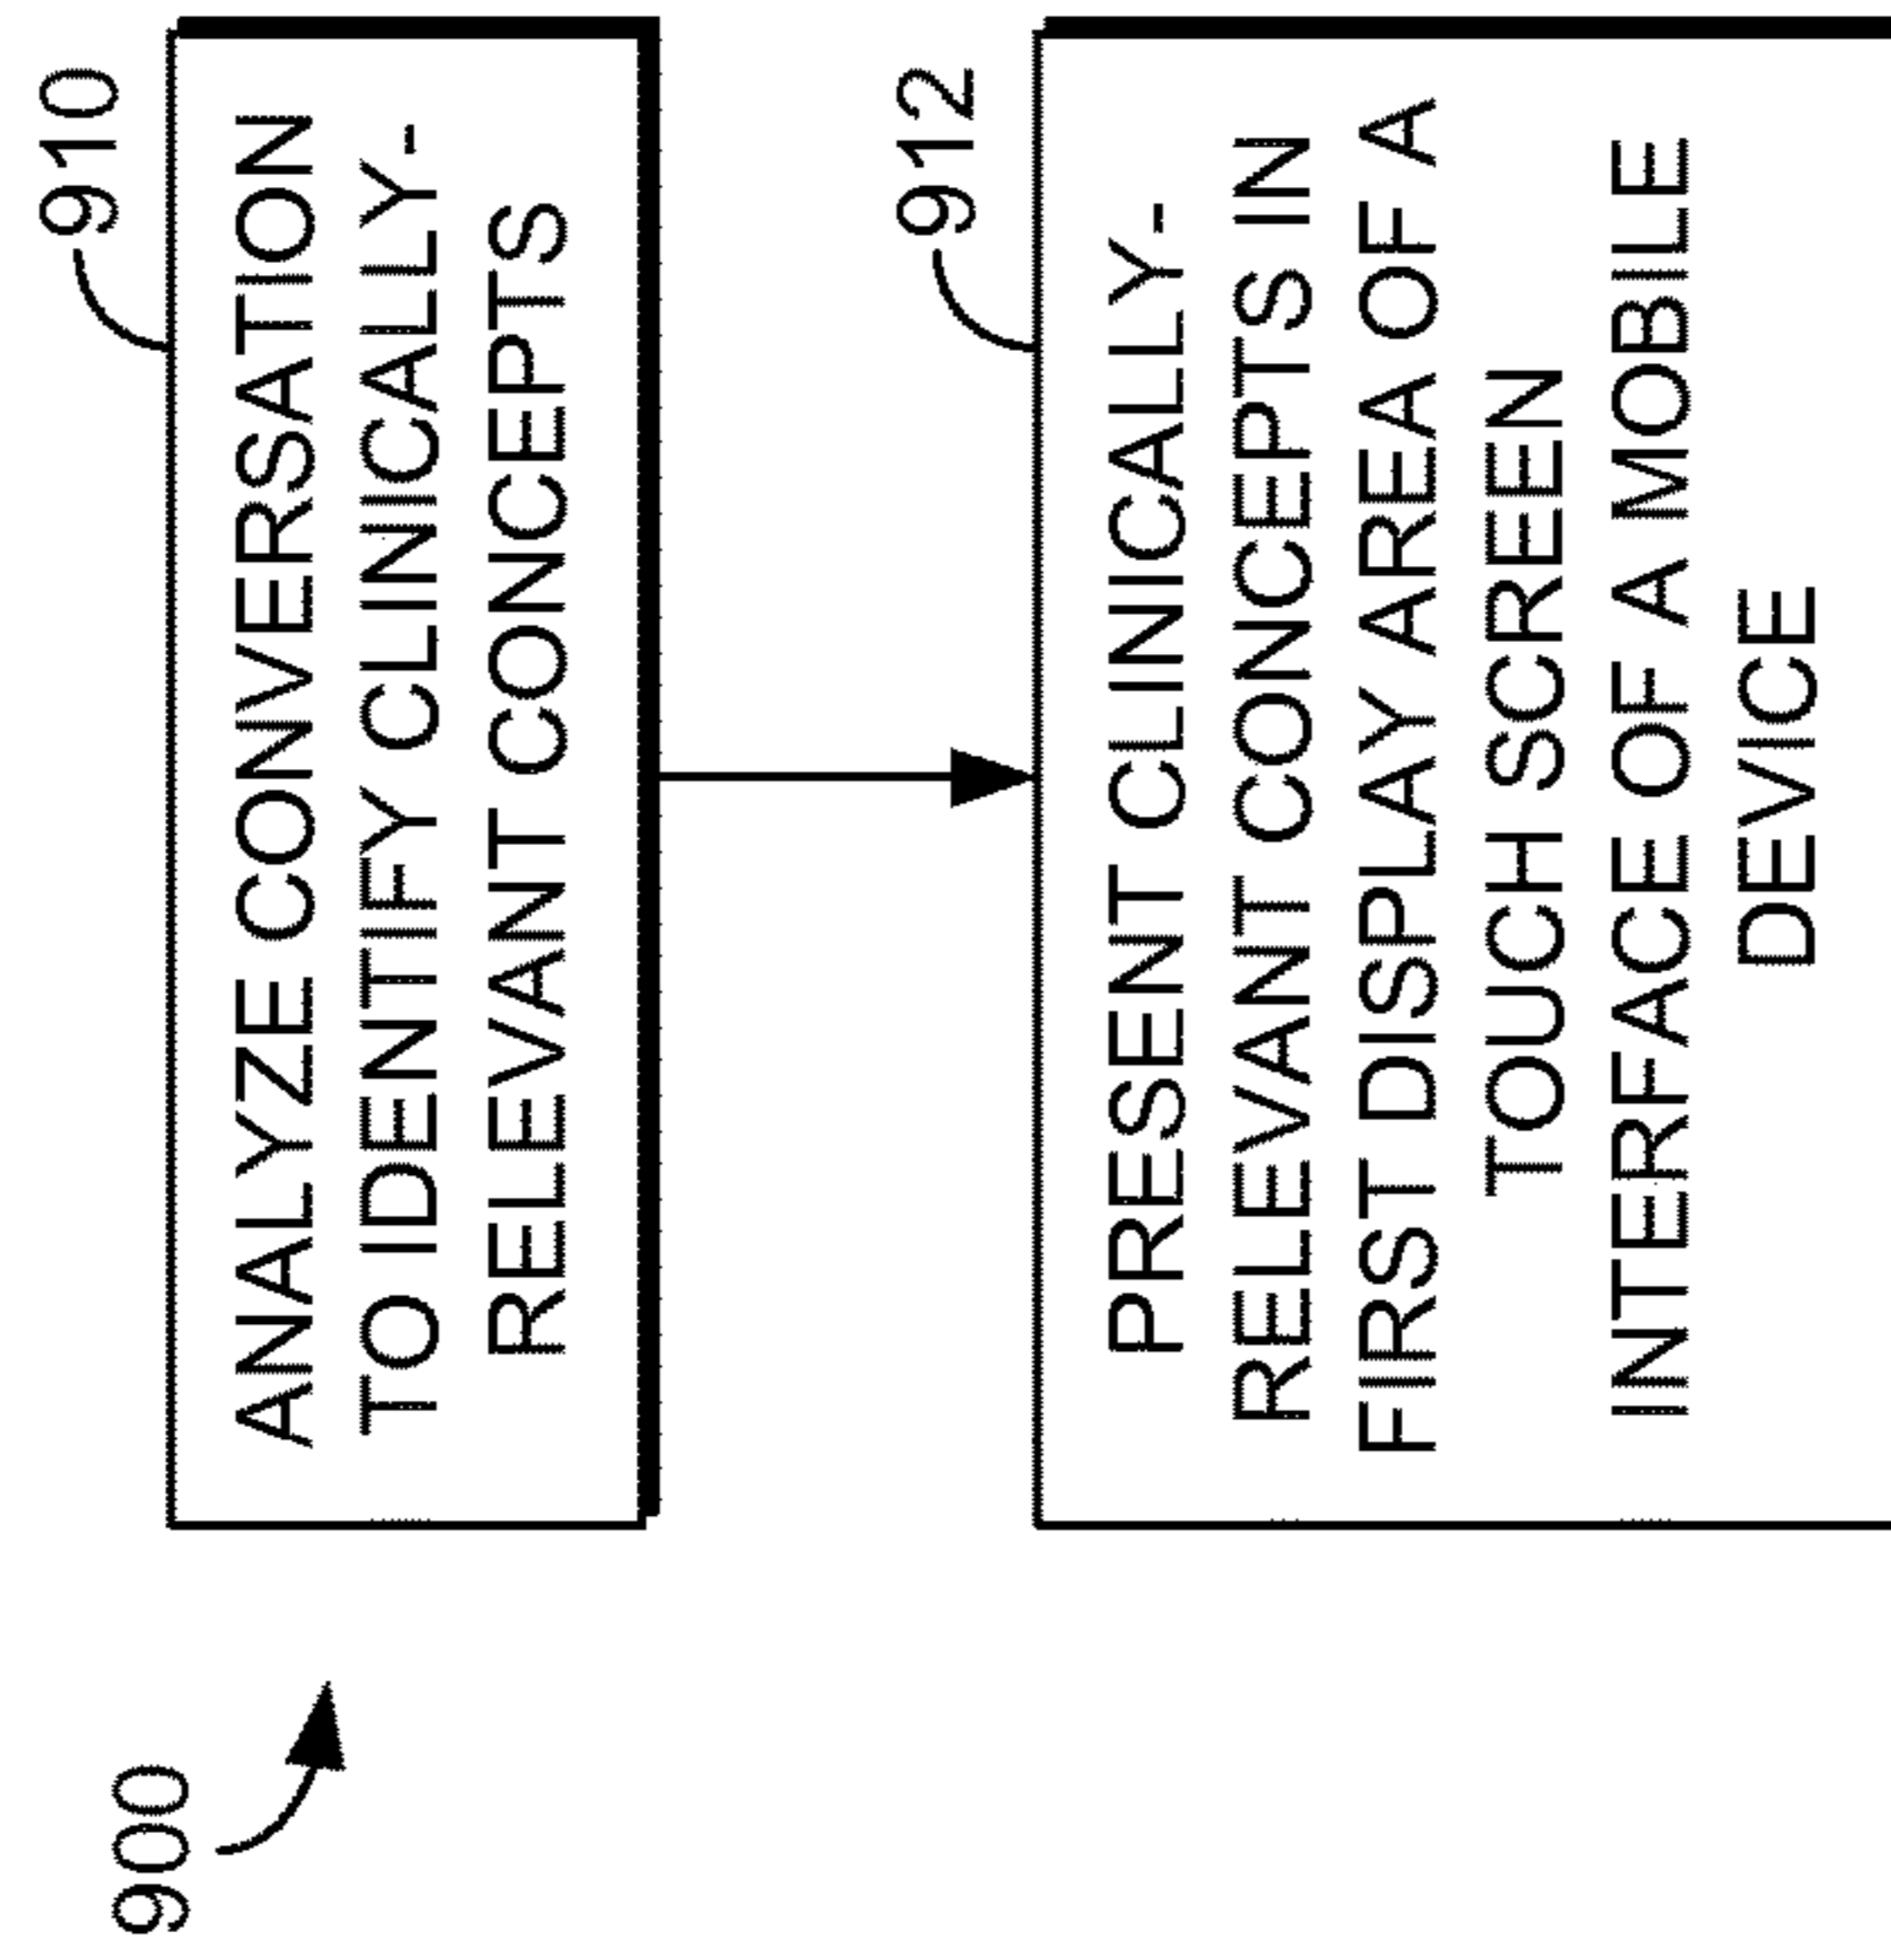 900
910
ANALYZE CONVERSATION
TO IDENTIFY CLINICALLY-
RELEVANT CONCEPTS
912
PRESENT CLINICALLY-
RELEVANT CONCEPTS IN
FIRST DISPLAY AREA OF A
TOUCH SCREEN
INTERFACE OF A MOBILE
DEVICE